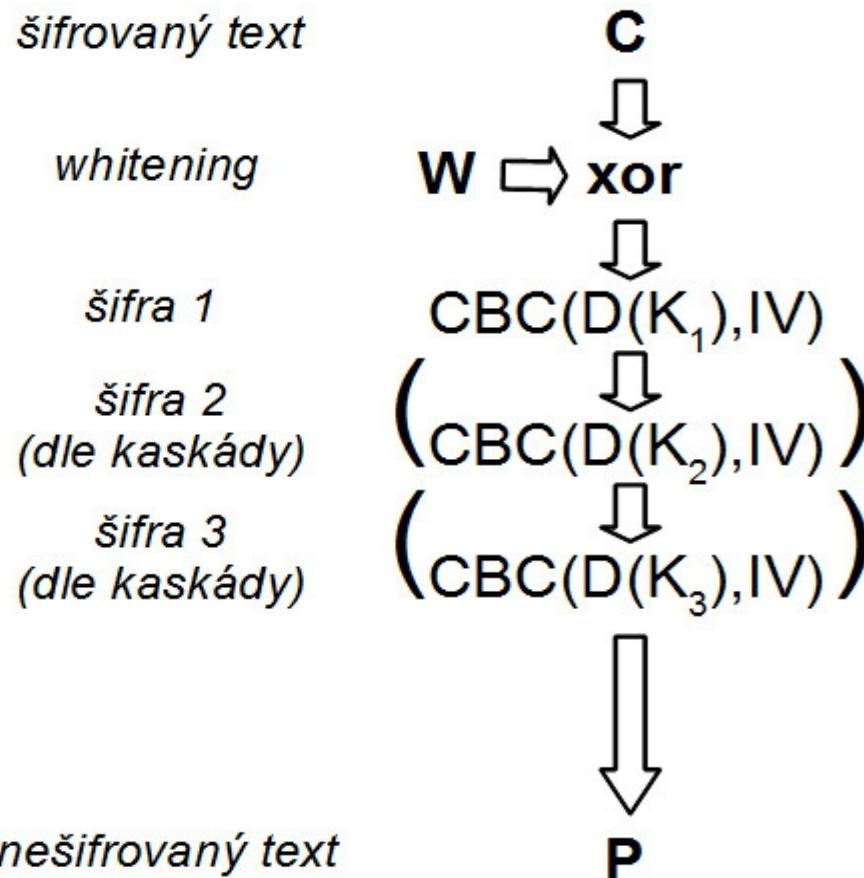 šifrovaný text C
whitening W xor
šifra 1 CBC(D(K₁),IV)
šifra 2
(dle kaskády) (CBC(D(K₂),IV))
šifra 3
(dle kaskády) (CBC(D(K₃),IV))
nešifrovaný text P